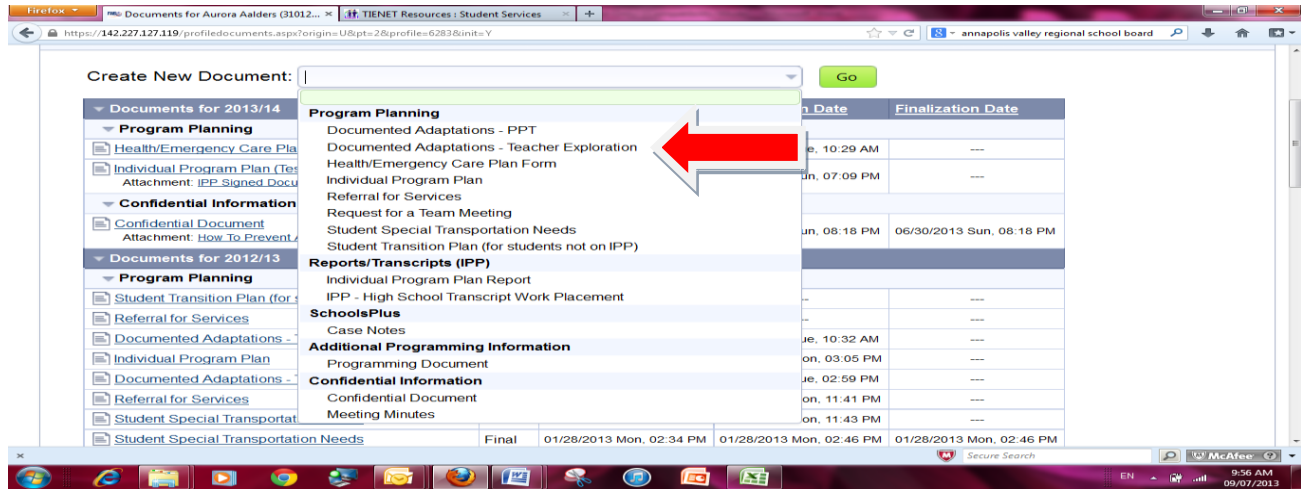 Firefox
Documents for Aurora Aalders (31012... ×
TIENET Resources : Student Services ×
+
https://142.227.127.119/profiledocuments.aspx?origin=U&pt=2&profile=6283&init=Y
annapolis valley regional school board
Create New Document:
Go
Documents for 2013/14
n Date
Finalization Date
Program Planning
Documented Adaptations - PPT
Documented Adaptations - Teacher Exploration
Health/Emergency Care Plan Form
Individual Program Plan
Referral for Services
Request for a Team Meeting
Student Special Transportation Needs
Student Transition Plan (for students not on IPP)
Reports/Transcripts (IPP)
Individual Program Plan Report
IPP - High School Transcript Work Placement
SchoolsPlus
Case Notes
Additional Programming Information
Programming Document
Confidential Information
Confidential Document
Meeting Minutes
Program Planning
Health/Emergency Care Pla
e, 10:29 AM
---
Individual Program Plan (Tes
Attachment: IPP Signed Docu
un, 07:09 PM
---
Confidential Information
Confidential Document
Attachment: How To Prevent
un, 08:18 PM
06/30/2013 Sun, 08:18 PM
Documents for 2012/13
Program Planning
Student Transition Plan (for
---
Referral for Services
---
Documented Adaptations -
ue, 10:32 AM
---
Individual Program Plan
on, 03:05 PM
---
Documented Adaptations -
ue, 02:59 PM
---
Referral for Services
on, 11:41 PM
---
Student Special Transportat
on, 11:43 PM
---
Student Special Transportation Needs
Final
01/28/2013 Mon, 02:34 PM
01/28/2013 Mon, 02:46 PM
01/28/2013 Mon, 02:46 PM
×
Secure Search
McAfee
EN
9:56 AM
09/07/2013